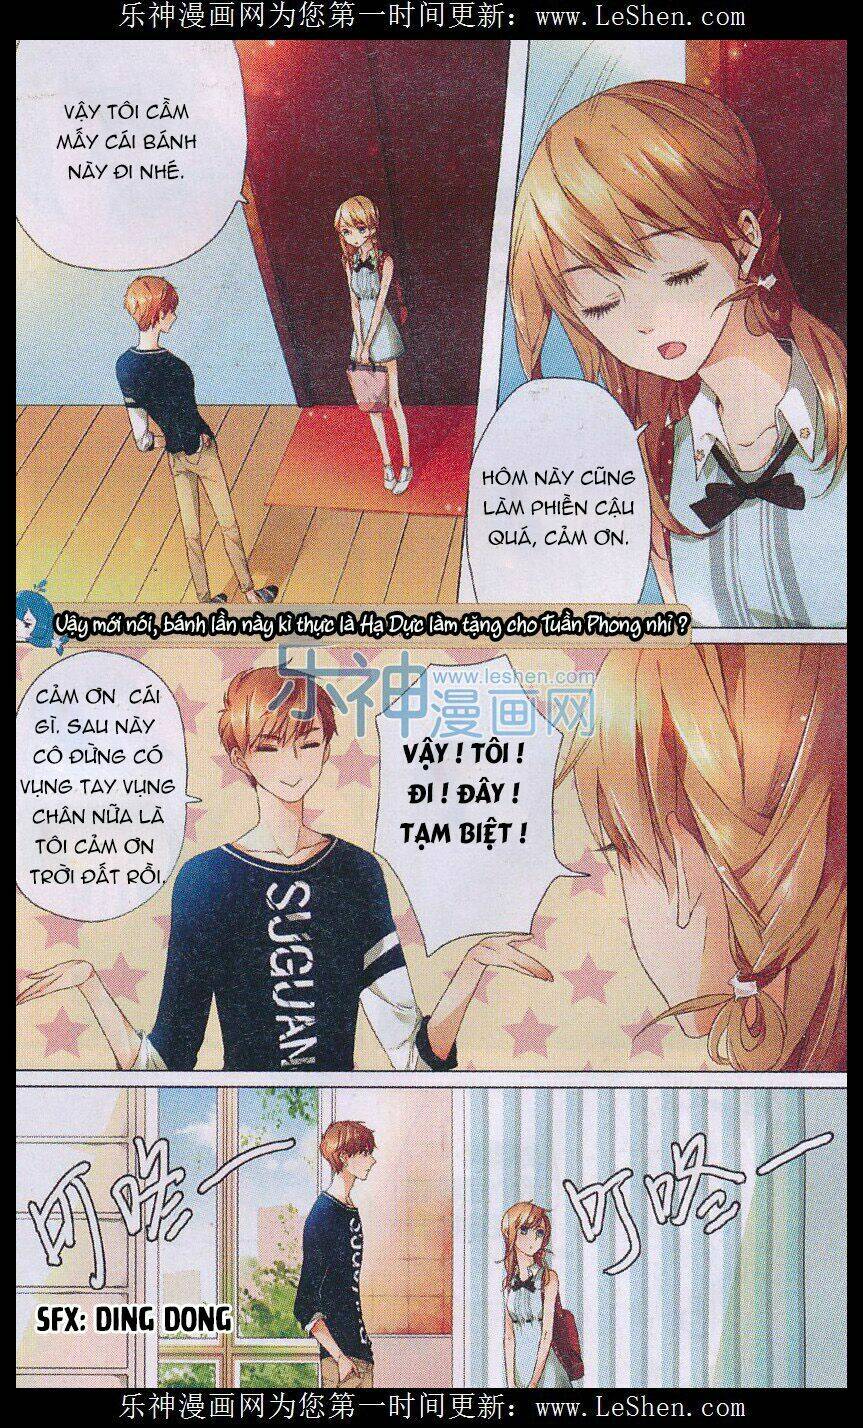 乐神漫画网为您第一时间更新：www.LeShen.com
VẬY TÔI CẦM
MẤY CÁI BÁNH
NÀY ĐI NHÉ.
HÔM NÀY CŨNG
LÀM PHIỀN CẬU
QUÁ, CẢM ƠN.
Vậy mới nói, bánh lần này kì thực là Hạ Dực làm tặng cho Tuần Phong nhỉ ?
乐神漫画网
www.leshen.com
CẢM ƠN CÁI
GÌ. SAU NÀY
CÔ ĐỪNG CÓ
VỤNG TAY VỤNG
CHÂN NỮA LÀ
TÔI CẢM ƠN
TRỜI ĐẤT RỒI.
VẬY ! TÔI !
ĐI ! ĐÂY !
TẠM BIỆT !
SUGUAN
叮咚一
叮咚一
SFX: DING DONG
乐神漫画网为您第一时间更新：www.LeShen.com